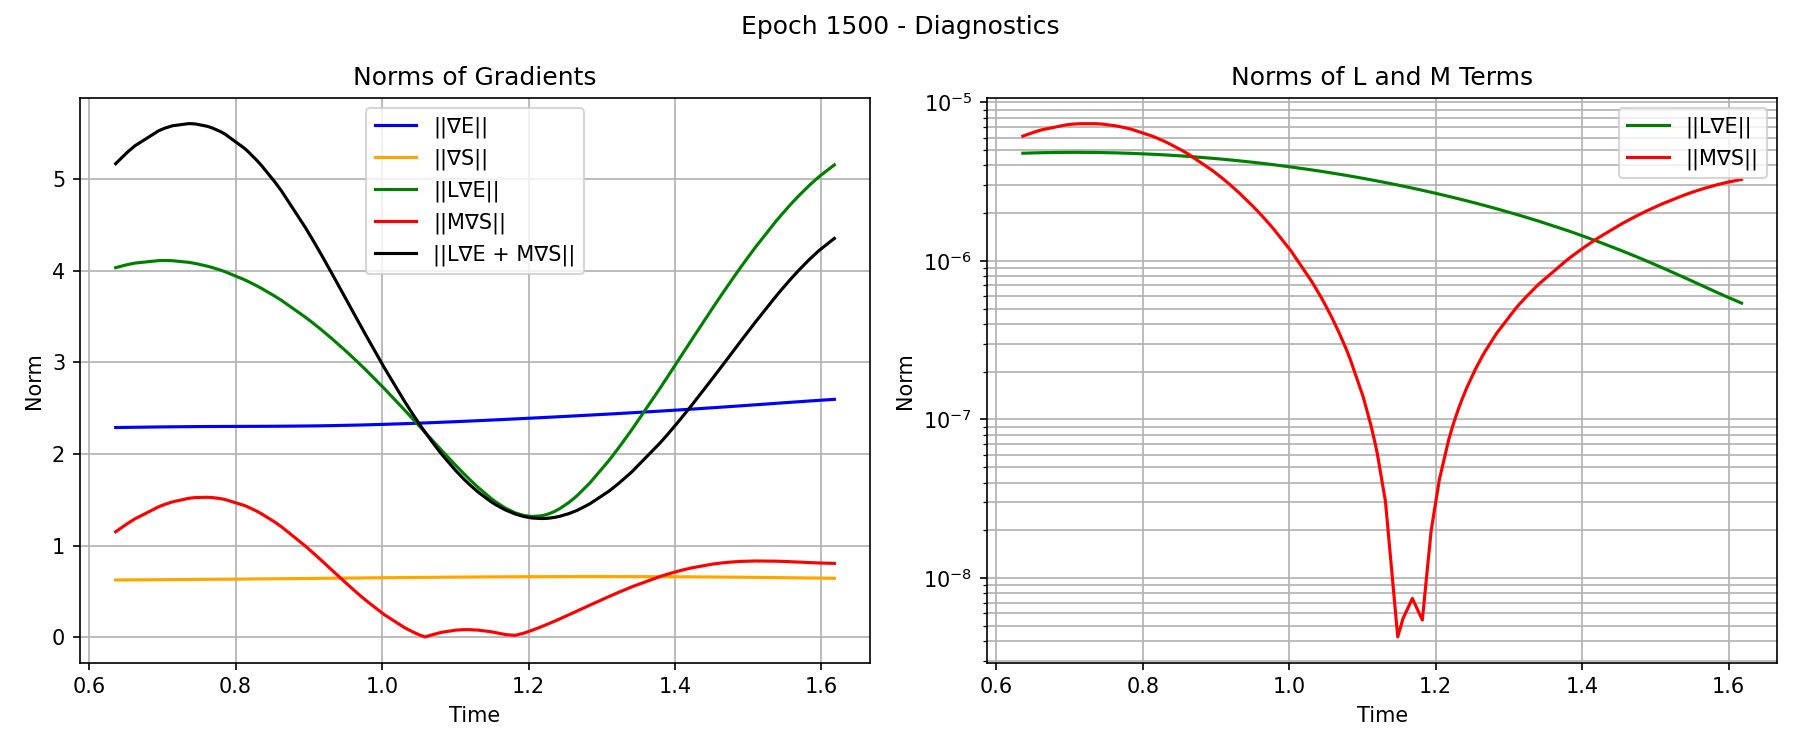 Epoch 1500 - Diagnostics
Norms of Gradients
||∇E||
||∇S||
||L∇E||
||M∇S||
||L∇E + M∇S||
Norm
5
4
3
2
1
0
0.6 0.8 1.0 1.2 1.4 1.6
Time
Norms of L and M Terms
||L∇E||
||M∇S||
Norm
10⁻⁵
10⁻⁶
10⁻⁷
10⁻⁸
0.6 0.8 1.0 1.2 1.4 1.6
Time